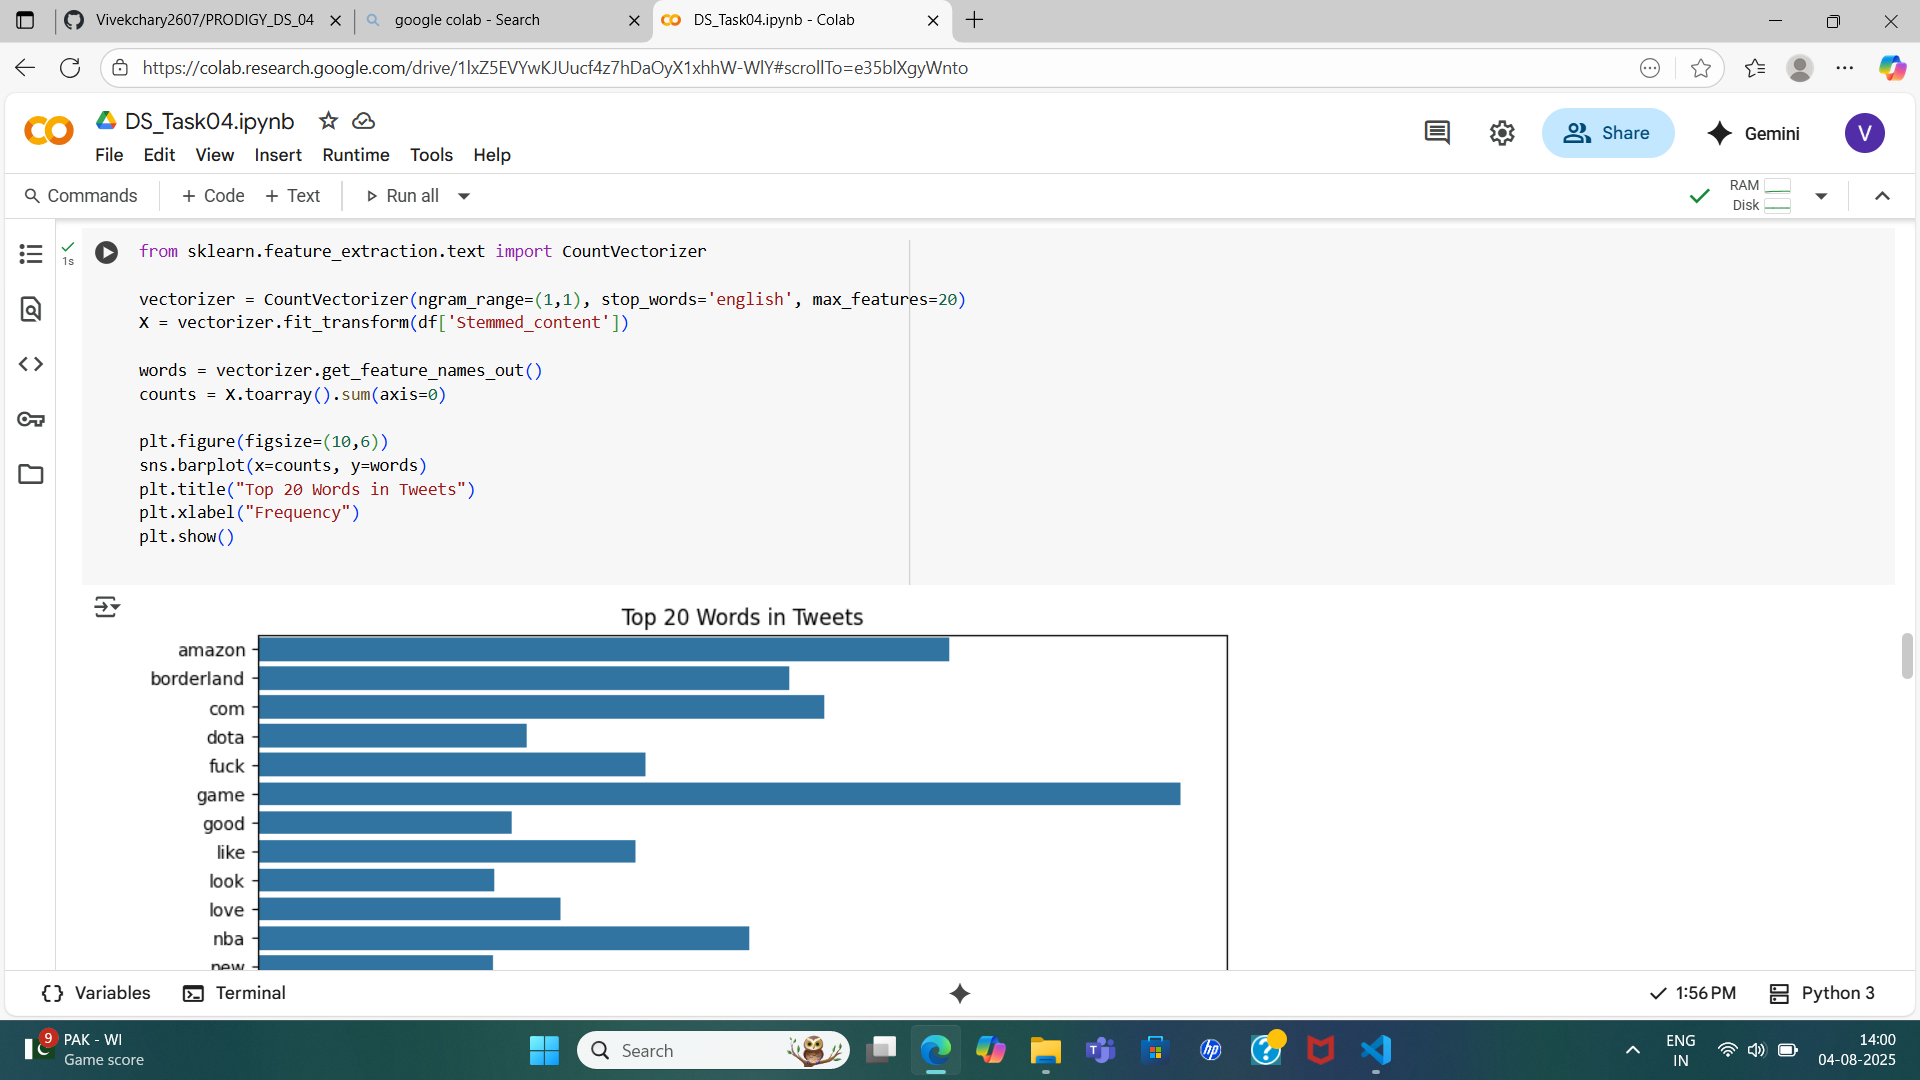 Vivekchary2607/PRODIGY_DS_04
google colab - Search
DS_Task04.ipynb - Colab
https://colab.research.google.com/drive/1lxZ5EVYwKJUucf4z7hDaOyX1xhhW-WlY#scrollTo=e35blXgyWnto
DS_Task04.ipynb
File Edit View Insert Runtime Tools Help
Share
Gemini
V
Commands + Code + Text Run all
RAM
Disk
1s
from sklearn.feature_extraction.text import CountVectorizer
vectorizer = CountVectorizer(ngram_range=(1,1), stop_words='english', max_features=20)
X = vectorizer.fit_transform(df['Stemmed_content'])
words = vectorizer.get_feature_names_out()
counts = X.toarray().sum(axis=0)
plt.figure(figsize=(10,6))
sns.barplot(x=counts, y=words)
plt.title("Top 20 Words in Tweets")
plt.xlabel("Frequency")
plt.show()
Top 20 Words in Tweets
amazon
borderland
com
dota
fuck
game
good
like
look
love
nba
new
Variables Terminal
1:56 PM Python 3
9
PAK - WI
Game score
Search
hp
ENG
IN
14:00
04-08-2025